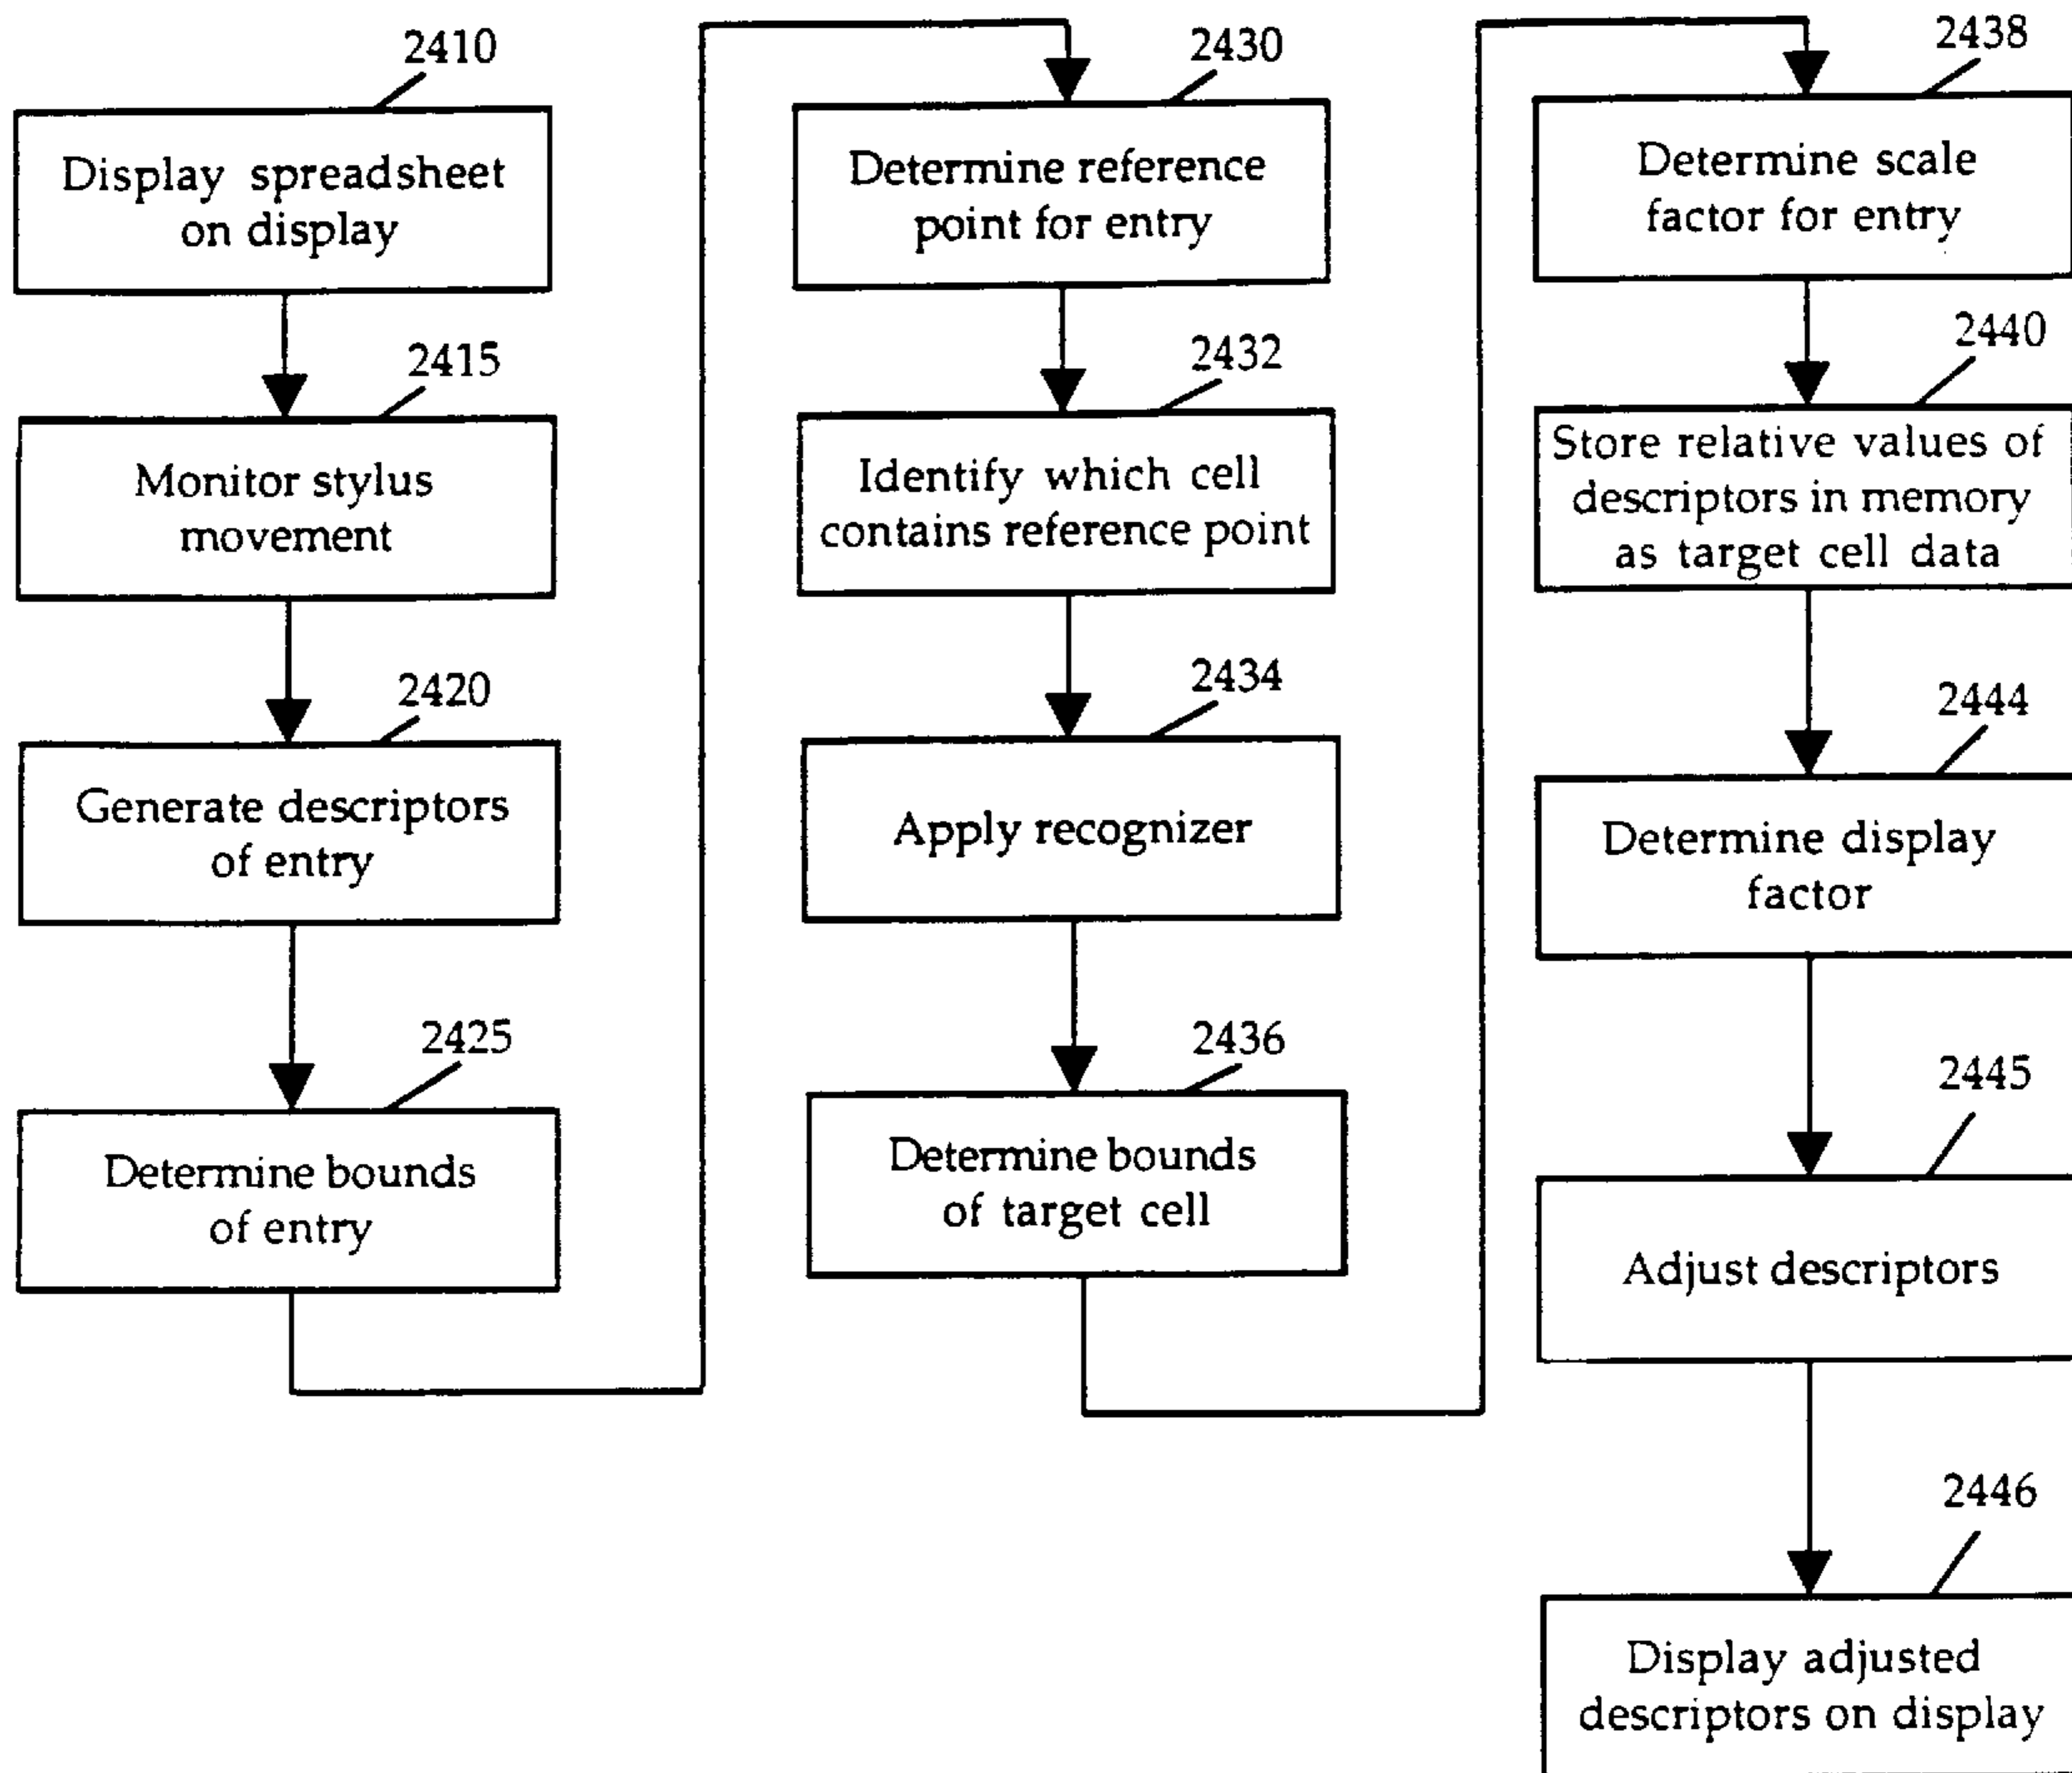 2410
Display spreadsheet
on display
2415
Monitor stylus
movement
2420
Generate descriptors
of entry
2425
Determine bounds
of entry
2430
Determine reference
point for entry
2432
Identify which cell
contains reference point
2434
Apply recognizer
2436
Determine bounds
of target cell
2438
Determine scale
factor for entry
2440
Store relative values of
descriptors in memory
as target cell data
2444
Determine display
factor
2445
Adjust descriptors
2446
Display adjusted
descriptors on display